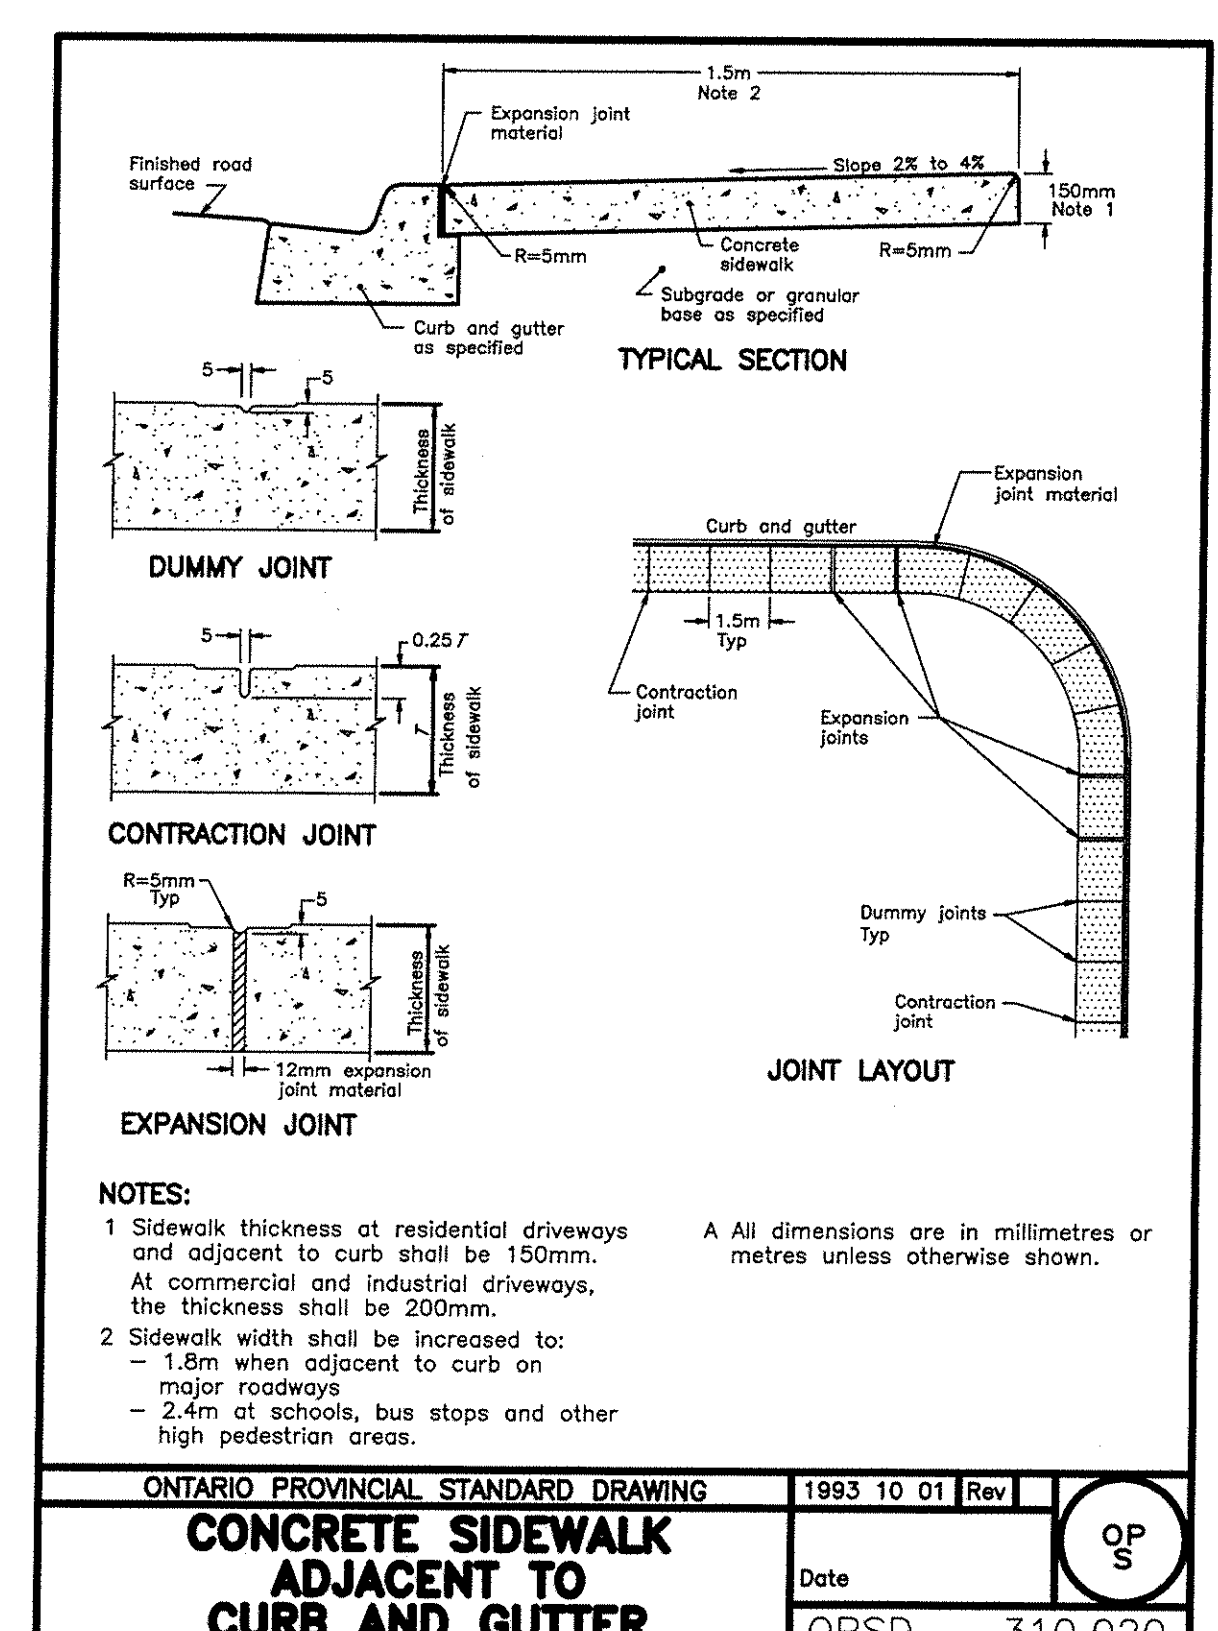 1.5m
Note 2
Expansion joint
material
Finished road
surface
Slope 2% to 4%
150mm
Note 1
R=5mm
Concrete
sidewalk
R=5mm
Subgrade or granular
base as specified
Curb and gutter
as specified
TYPICAL SECTION
5
5
Thickness
of sidewalk
DUMMY JOINT
Expansion
joint material
Curb and gutter
1.5m
Typ
Contraction
joint
Expansion
joints
Dummy joints
Typ
Contraction
joint
JOINT LAYOUT
5
0.25T
T
Thickness
of sidewalk
CONTRACTION JOINT
R=5mm
Typ
5
Thickness
of sidewalk
12mm expansion
joint material
EXPANSION JOINT
NOTES:
1 Sidewalk thickness at residential driveways
and adjacent to curb shall be 150mm.
At commercial and industrial driveways,
the thickness shall be 200mm.
2 Sidewalk width shall be increased to:
– 1.8m when adjacent to curb on
major roadways
– 2.4m at schools, bus stops and other
high pedestrian areas.
A All dimensions are in millimetres or
metres unless otherwise shown.
ONTARIO PROVINCIAL STANDARD DRAWING
1993 10 01 Rev
CONCRETE SIDEWALK
ADJACENT TO
CURB AND GUTTER
OP
S
Date
OPSD 310.020